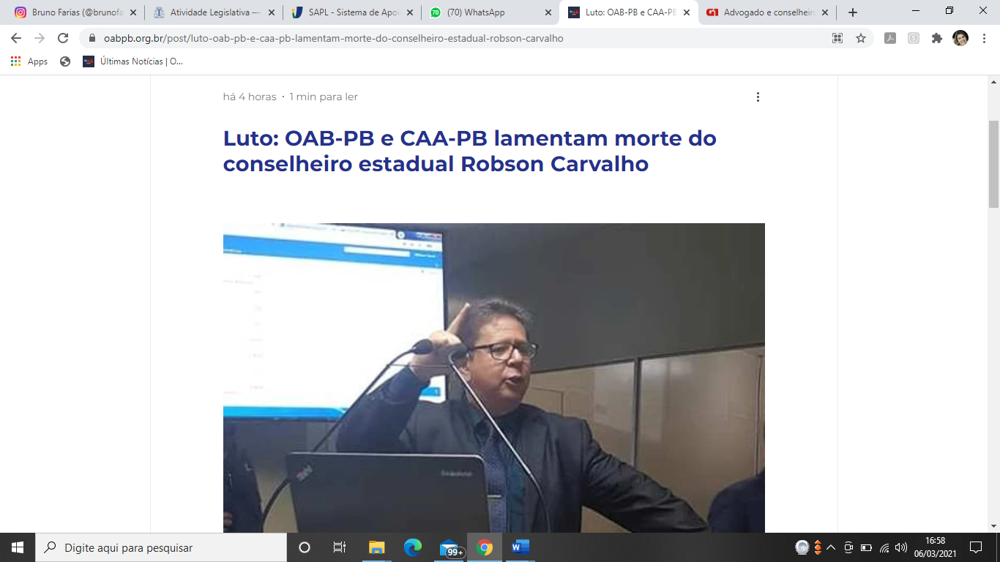 Bruno Farias (@brunofa
Atividade Legislativa —
SAPL - Sistema de Apoi
(70) WhatsApp
Luto: OAB-PB e CAA-PB
Advogado e conselheiro
oabpb.org.br/post/luto-oab-pb-e-caa-pb-lamentam-morte-do-conselheiro-estadual-robson-carvalho
Apps
Últimas Notícias | O...
há 4 horas · 1 min para ler
Luto: OAB-PB e CAA-PB lamentam morte do
conselheiro estadual Robson Carvalho
Digite aqui para pesquisar
99+
16:58
06/03/2021